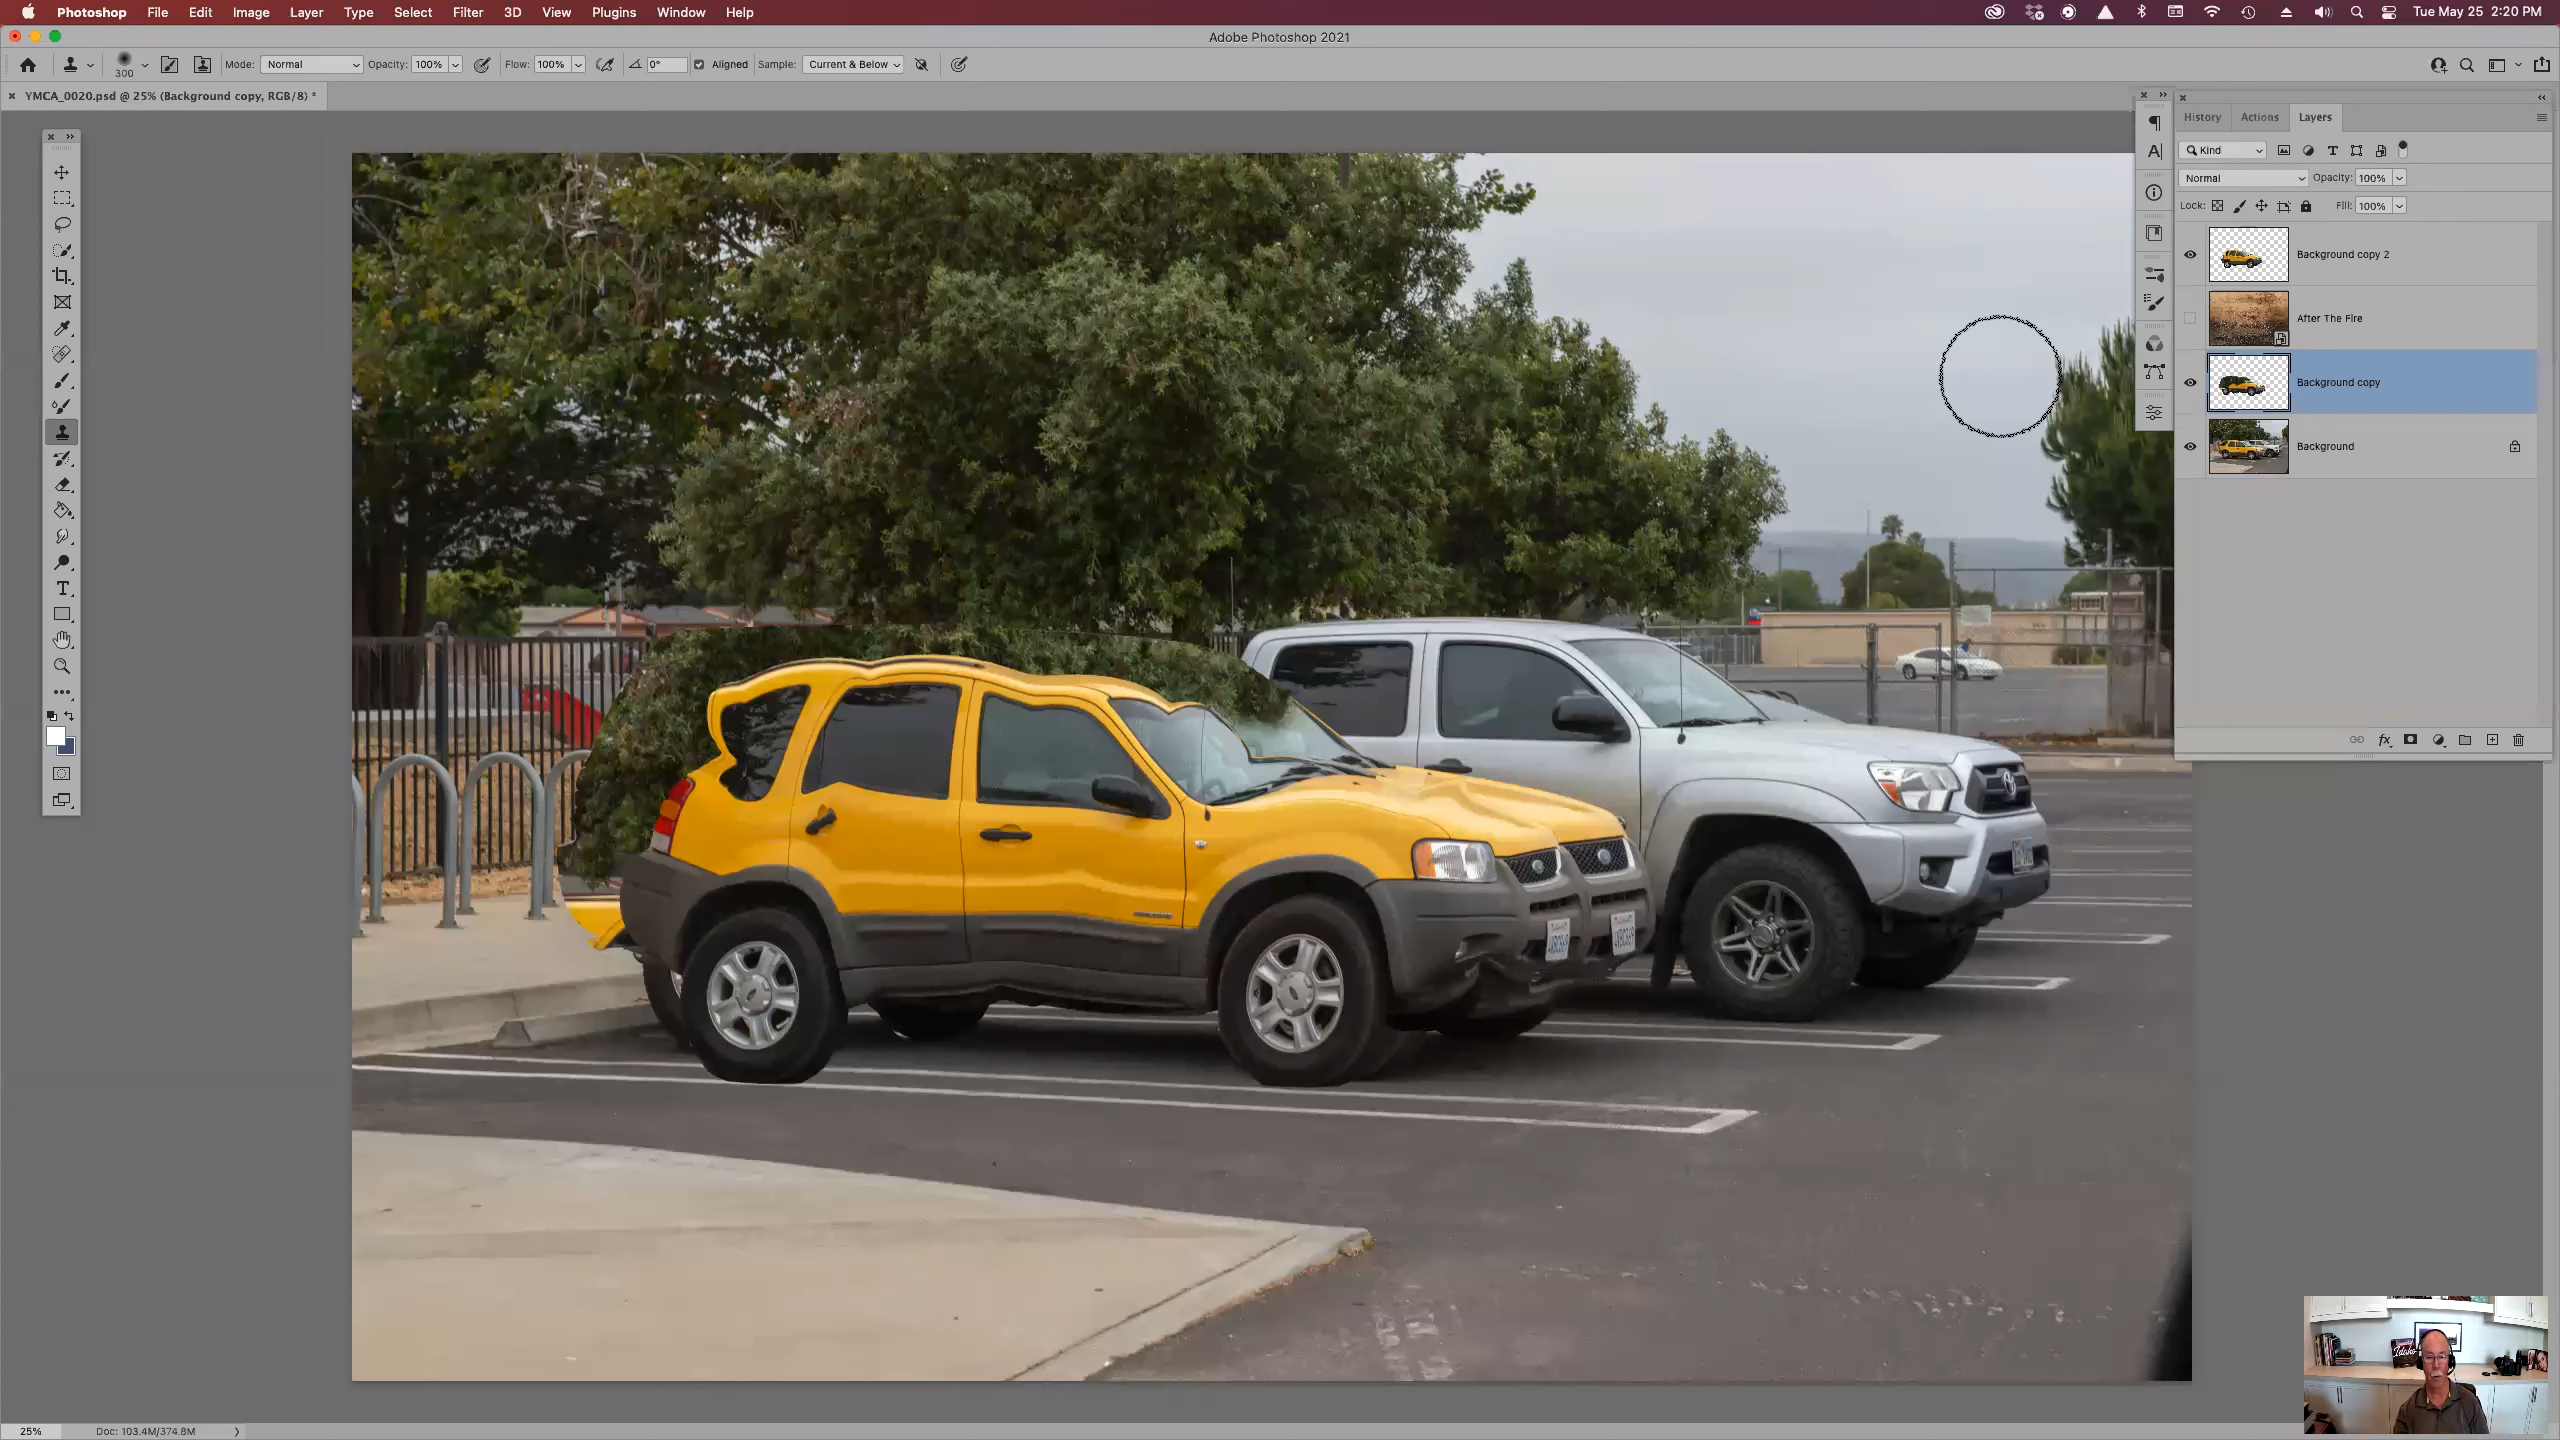 Photoshop File Edit Image Layer Type Select Filter 3D View Plugins Window Help Tue May 25 2:20 PM
Adobe Photoshop 2021
300 Mode: Normal Opacity: 100% Flow: 100% 0° Aligned Sample: Current & Below
YMCA_0020.psd @ 25% (Background copy, RGB/8) *
History Actions Layers
Kind
Normal Opacity: 100%
Lock: Fill: 100%
Background copy 2
After The Fire
Background copy
Background
Idaho
25% Doc: 103.4M/374.8M